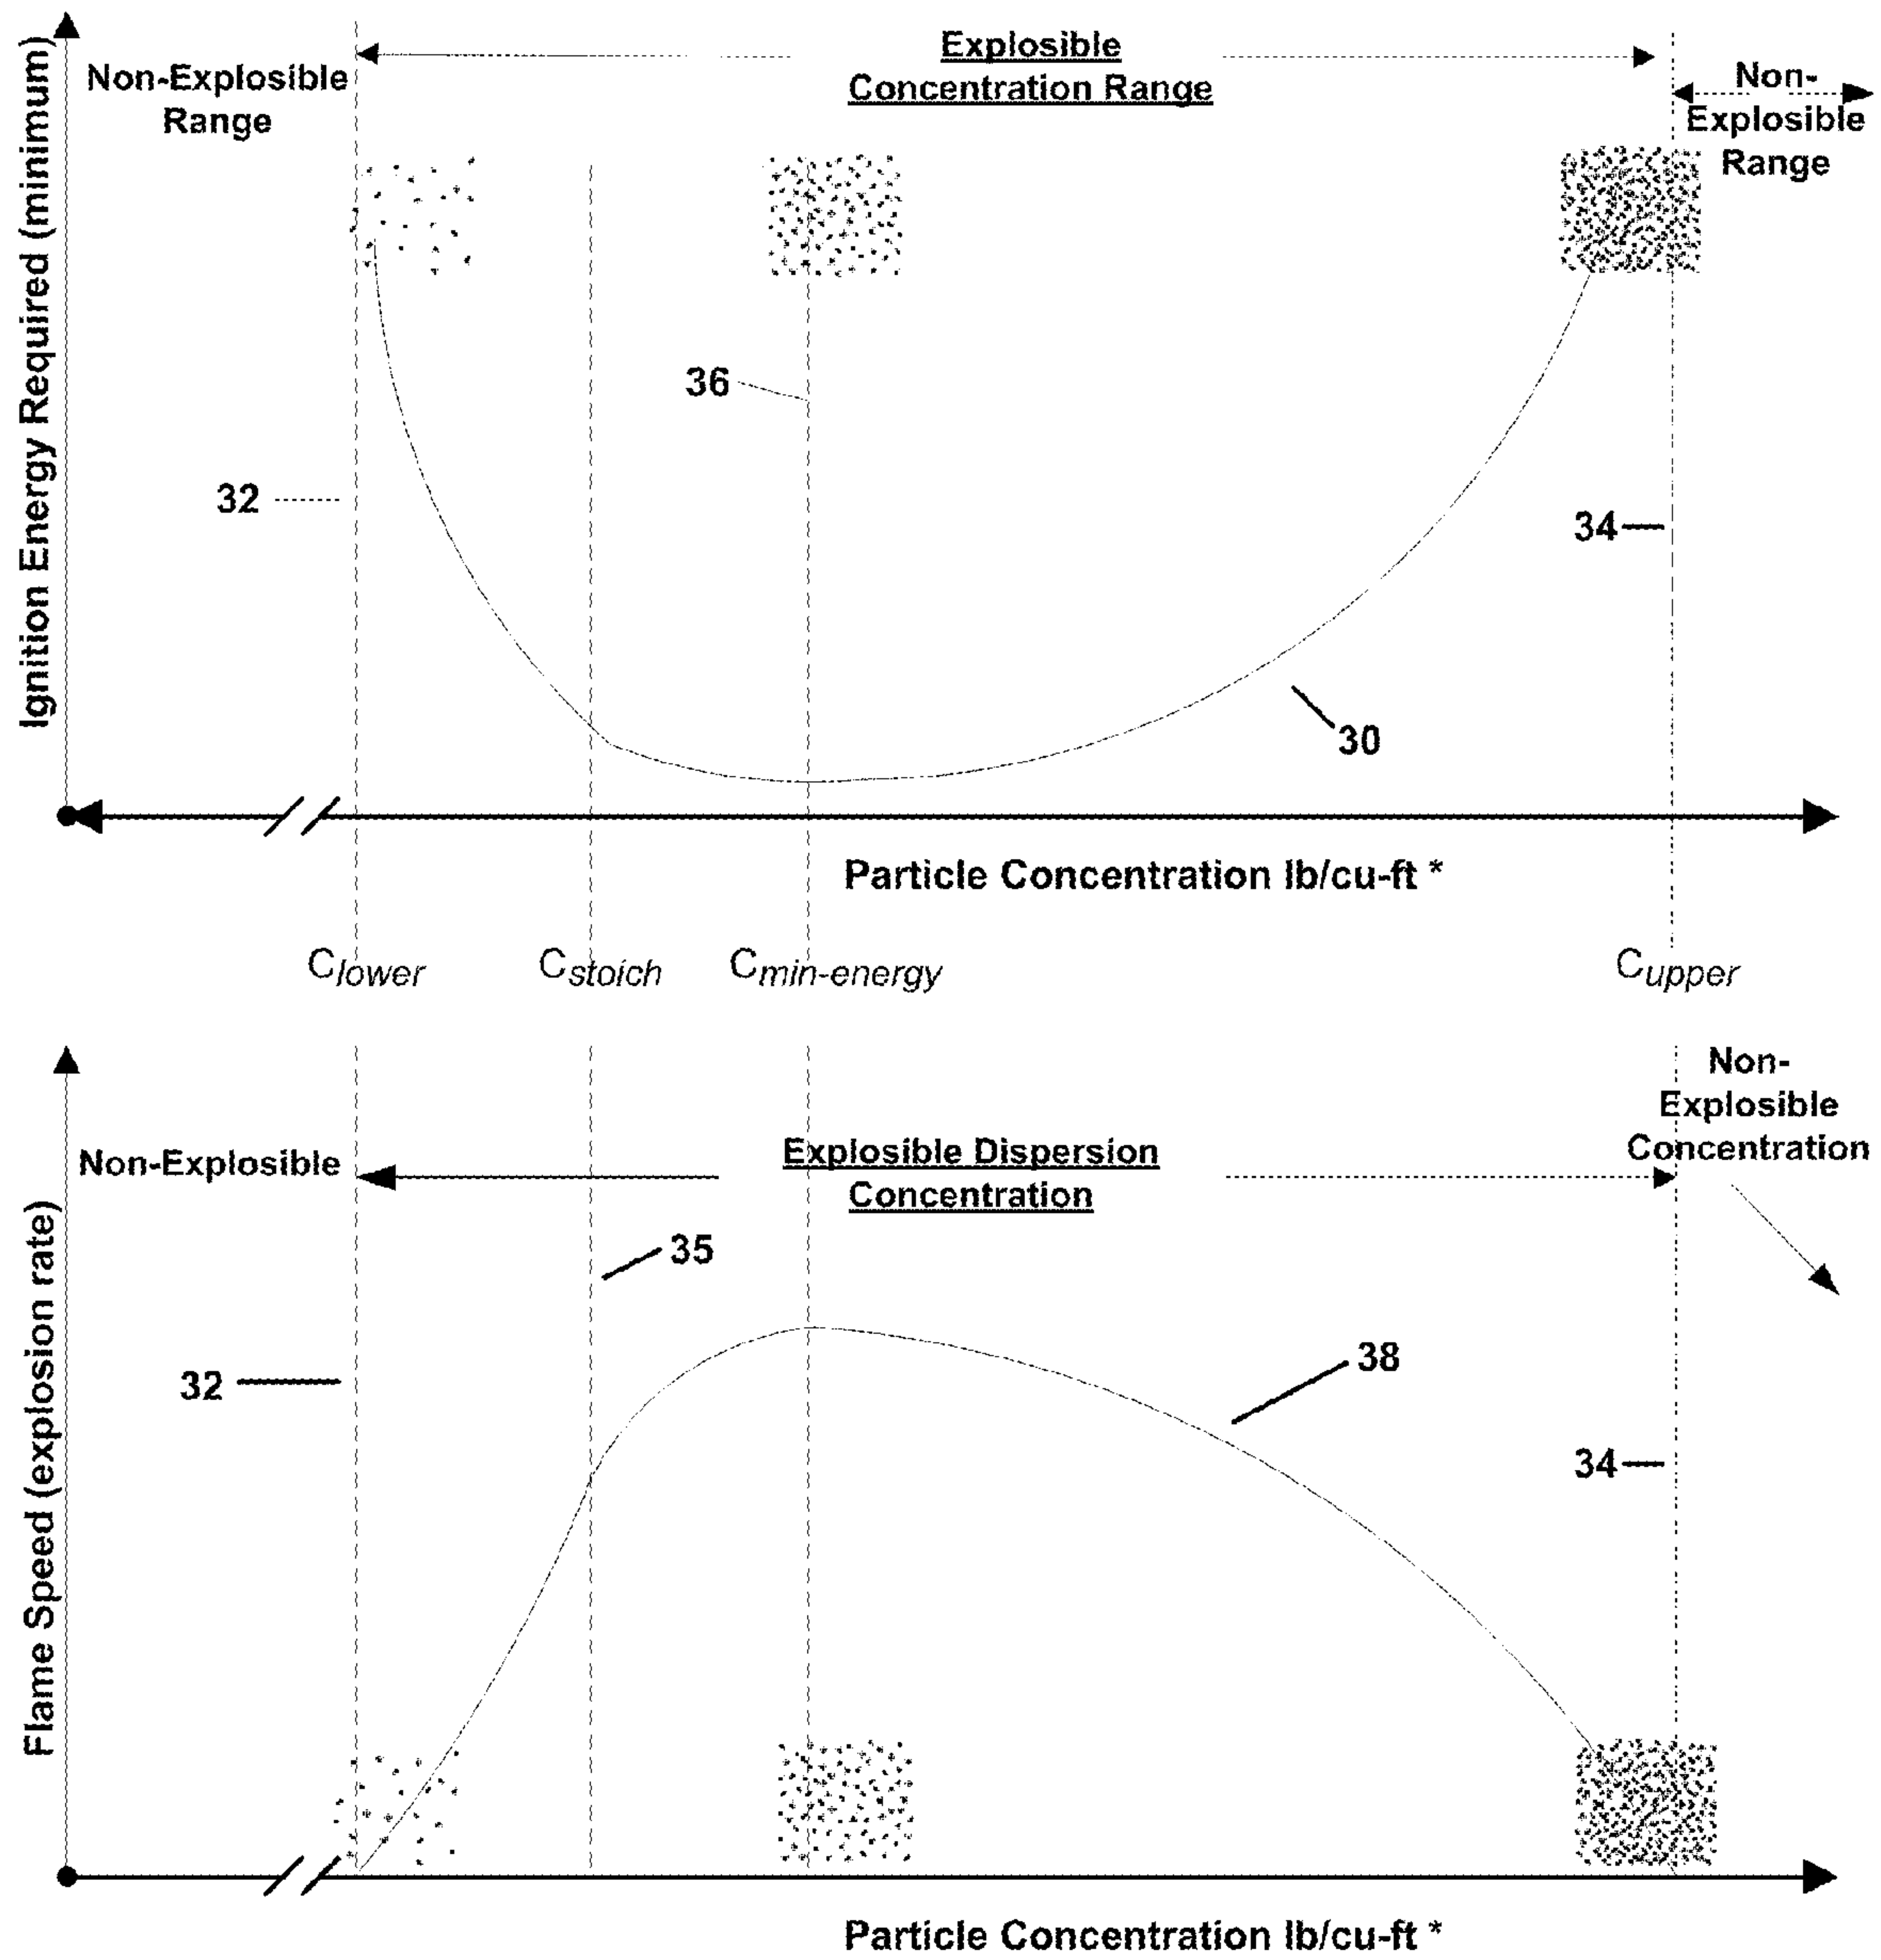 Ignition Energy Required (minimum)
Non-Explosible
Range
Explosible
Concentration Range
Non-
Explosible
Range
36
32
34
30
Particle Concentration lb/cu-ft *
Clower
Cstoich
Cmin-energy
Cupper
Flame Speed (explosion rate)
Non-Explosible
Explosible Dispersion
Concentration
Non-
Explosible
Concentration
35
38
32
34
Particle Concentration lb/cu-ft *